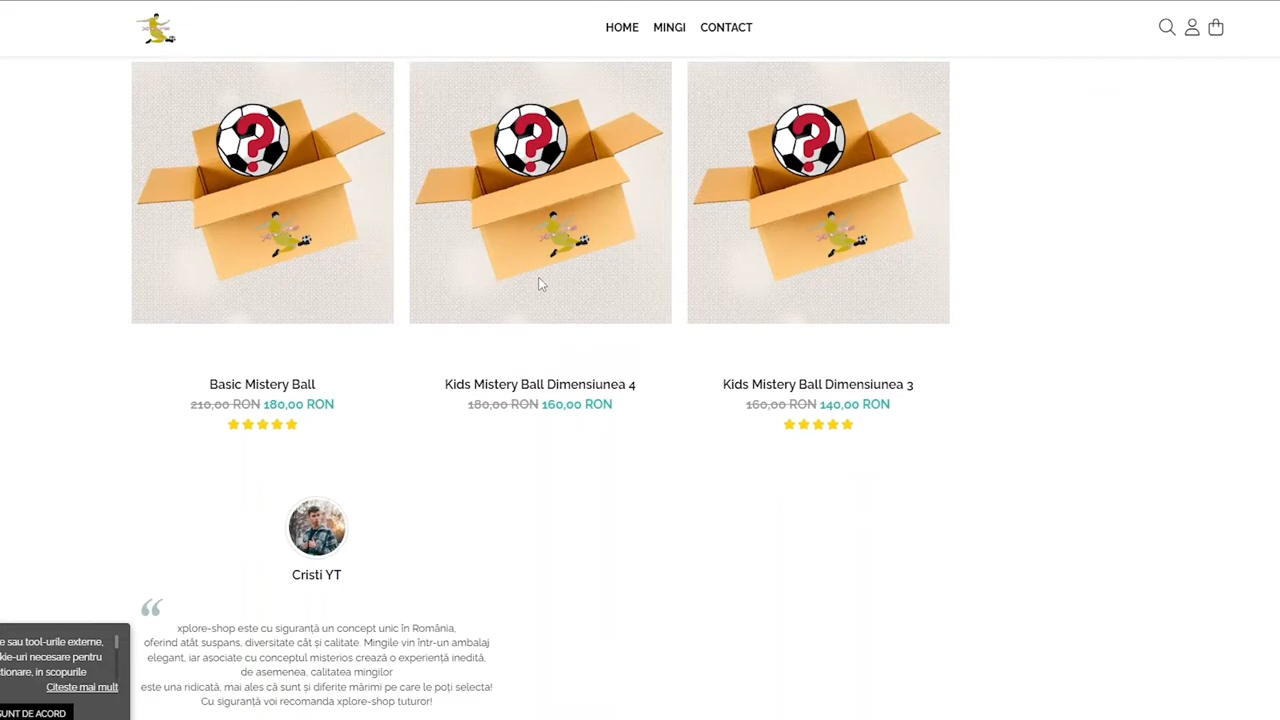 HOME MINGI CONTACT
?
?
?
Basic Mistery Ball
210,00 RON 180,00 RON
Kids Mistery Ball Dimensiunea 4
180,00 RON 160,00 RON
Kids Mistery Ball Dimensiunea 3
160,00 RON 140,00 RON
Cristi YT
“
xplore-shop este cu siguranță un concept unic în România,
oferind atât suspans, diversitate cât și calitate. Mingile vin într-un ambalaj
elegant, iar asociate cu conceptul misterios crează o experiență inedită,
de asemenea, calitatea mingilor
este una ridicată, mai ales că sunt și diferite mărimi pe care le poți selecta!
Cu siguranță voi recomanda xplore-shop tuturor!
e sau tool-urile externe,
kie-uri necesare pentru
ctionare, in scopurile
Citeste mai mult
SUNT DE ACORD